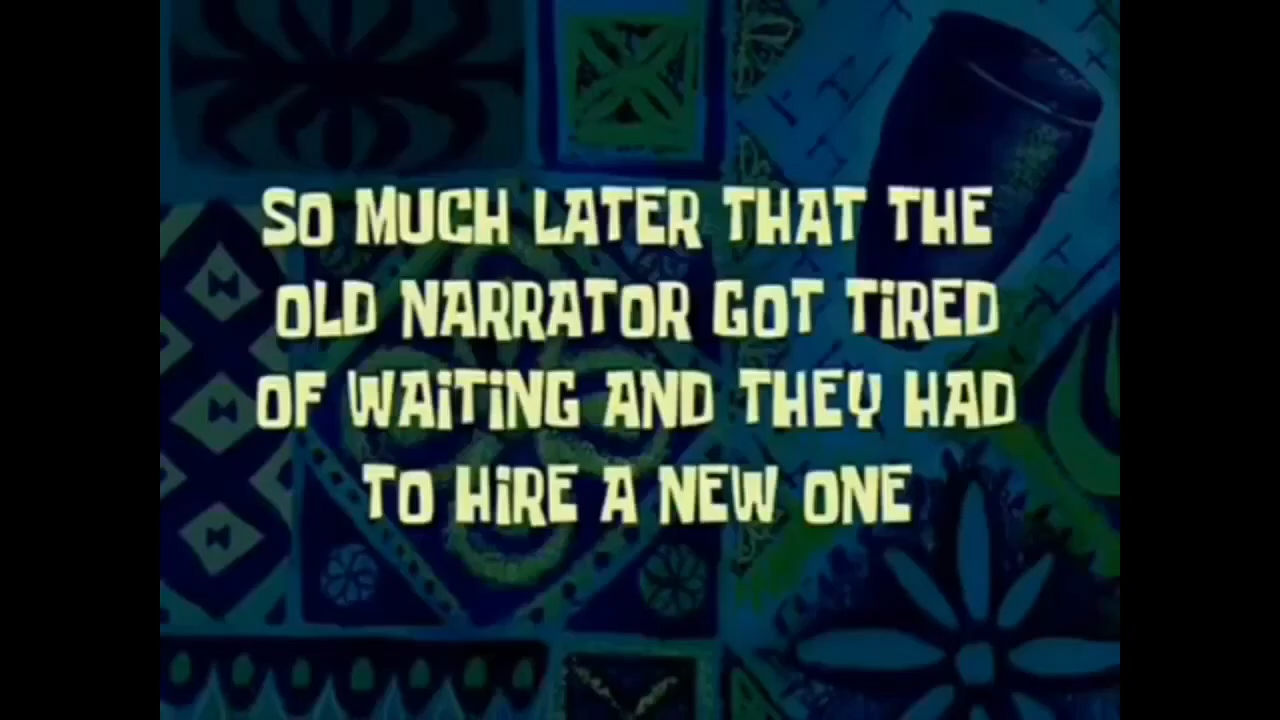 SO MUCH LATER THAT THE
OLD NARRATOR GOT TiRED
OF WAiTiNG AND THEY HAD
TO HiRE A NEW ONE